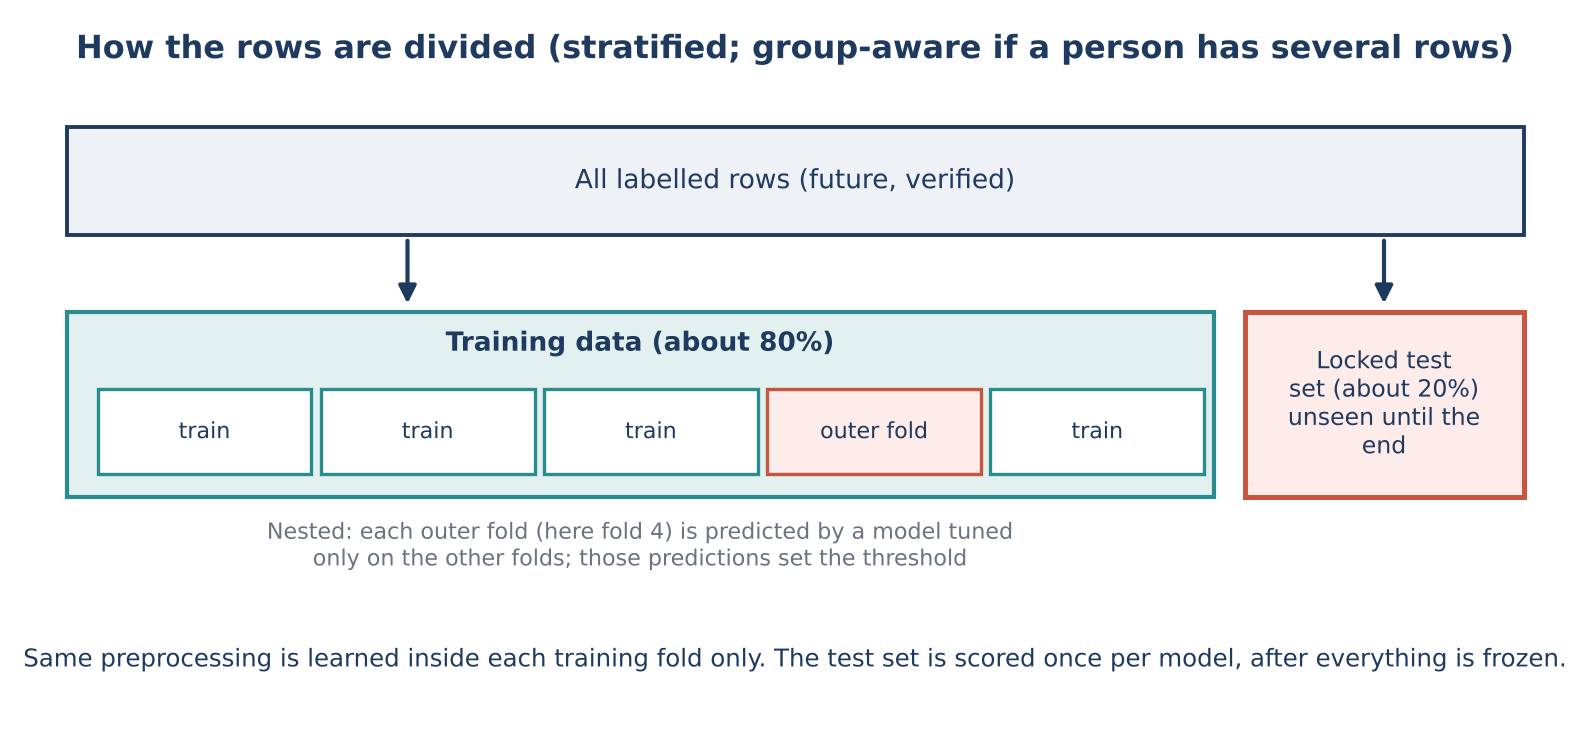 How the rows are divided (stratified; group-aware if a person has several rows)
All labelled rows (future, verified)
Training data (about 80%)
train
train
train
outer fold
train
Locked test
set (about 20%)
unseen until the
end
Nested: each outer fold (here fold 4) is predicted by a model tuned
only on the other folds; those predictions set the threshold
Same preprocessing is learned inside each training fold only. The test set is scored once per model, after everything is frozen.